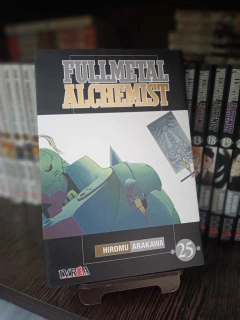 FULLMETAL
ALCHEMIST
HIROMU ARAKAWA
25
IVREA